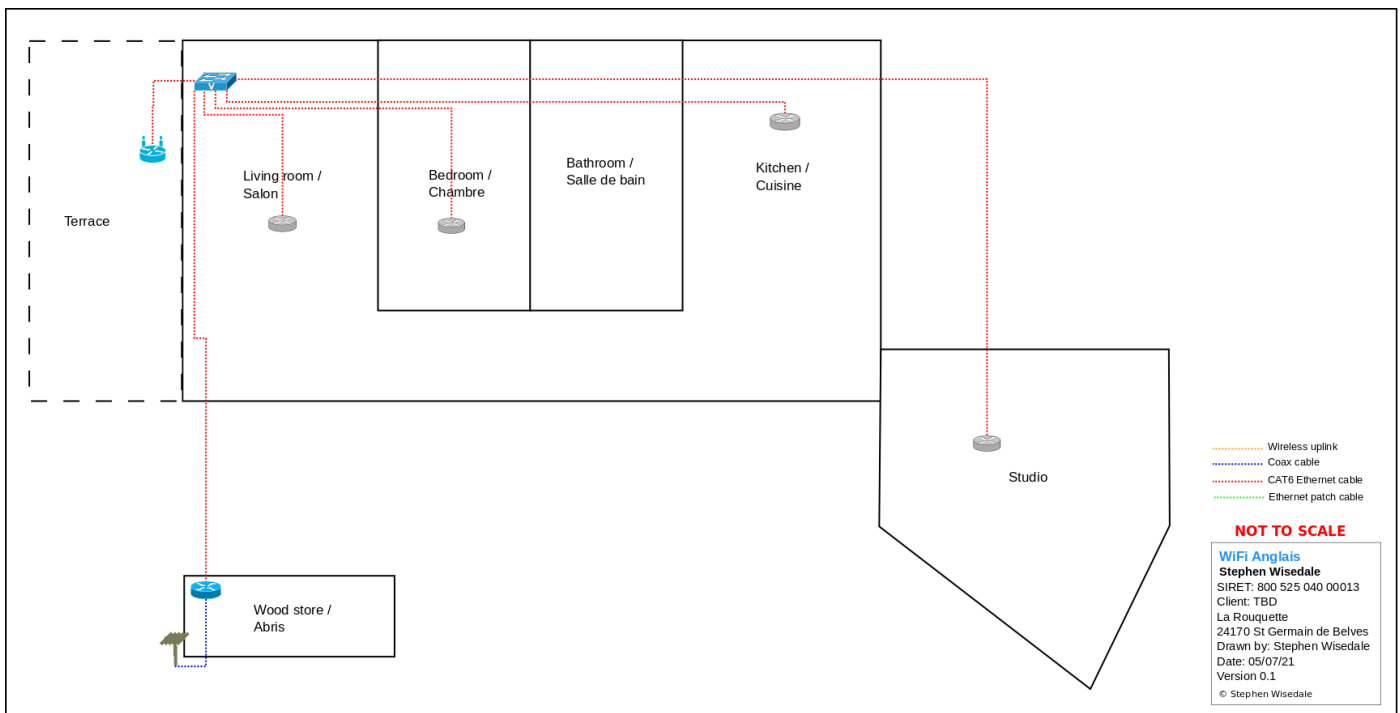 Living room /
Salon
Bedroom /
Chambre
Bathroom /
Salle de bain
Kitchen /
Cuisine
Terrace
Studio
Wood store /
Abris
Wireless uplink
Coax cable
CAT6 Ethernet cable
Ethernet patch cable
NOT TO SCALE
WiFi Anglais
Stephen Wisedale
SIRET: 800 525 040 00013
Client: TBD
La Rouquette
24170 St Germain de Belves
Drawn by: Stephen Wisedale
Date: 05/07/21
Version 0.1
© Stephen Wisedale